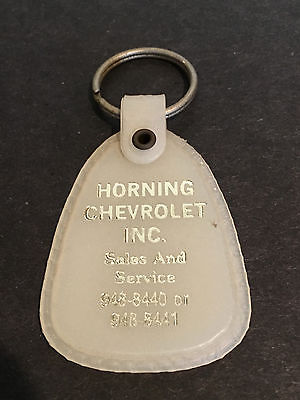 HORNING
CHEVROLET
INC.
Sales And
Service
948-8440 or
948-8441